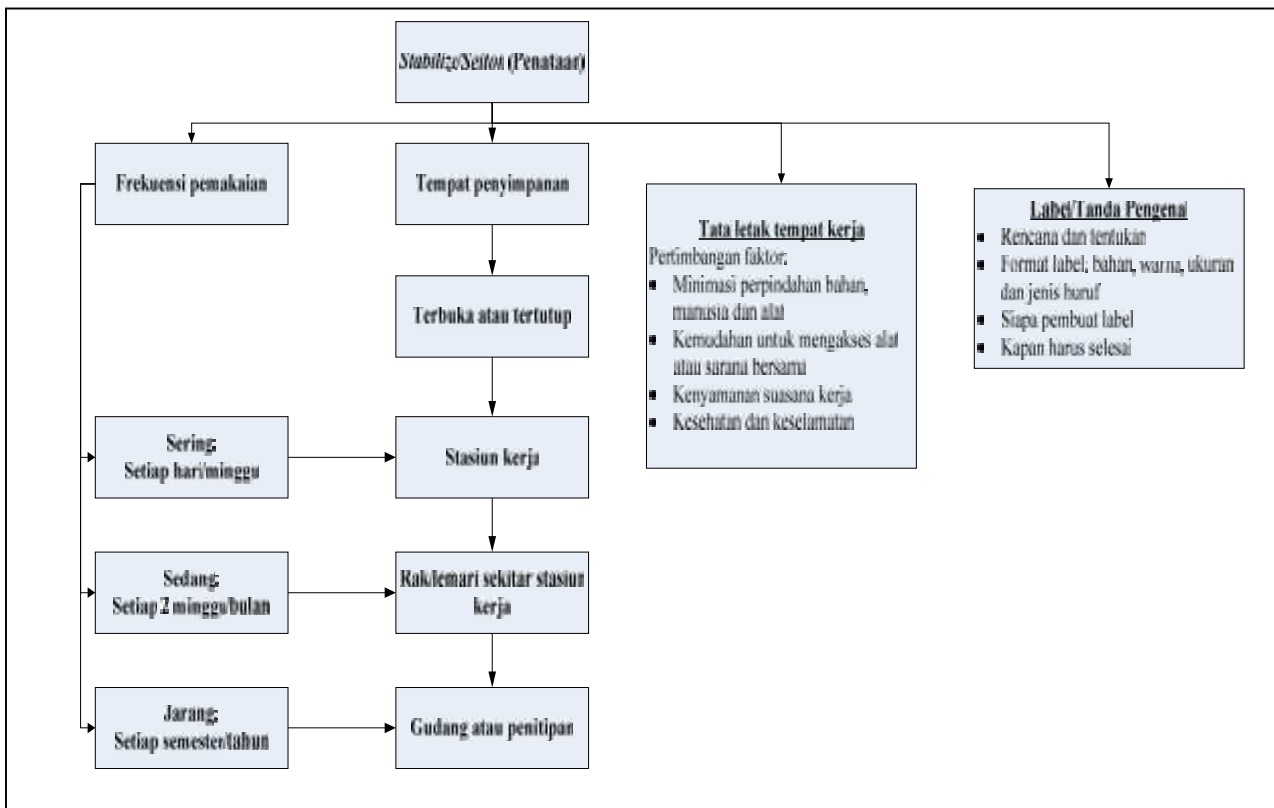 Stabilize/Seiton (Penataan)
Frekuensi pemakaian
Tempat penyimpanan
Tata letak tempat kerja
Pertimbangan faktor:
▪ Minimasi perpindahan bahan,
manusia dan alat
▪ Kemudahan untuk mengakses alat
atau sarana bersama
▪ Kenyamanan suasana kerja
▪ Kesehatan dan keselamatan
Label/Tanda Pengenal
▪ Rencana dan tentukan
▪ Format label; bahan, warna, ukuran
dan jenis huruf
▪ Siapa pembuat label
▪ Kapan harus selesai
Terbuka atau tertutup
Sering:
Setiap hari/minggu
Stasiun kerja
Sedang:
Setiap 2 minggu/bulan
Rak/lemari sekitar stasiun
kerja
Jarang:
Setiap semester/tahun
Gudang atau penitipan